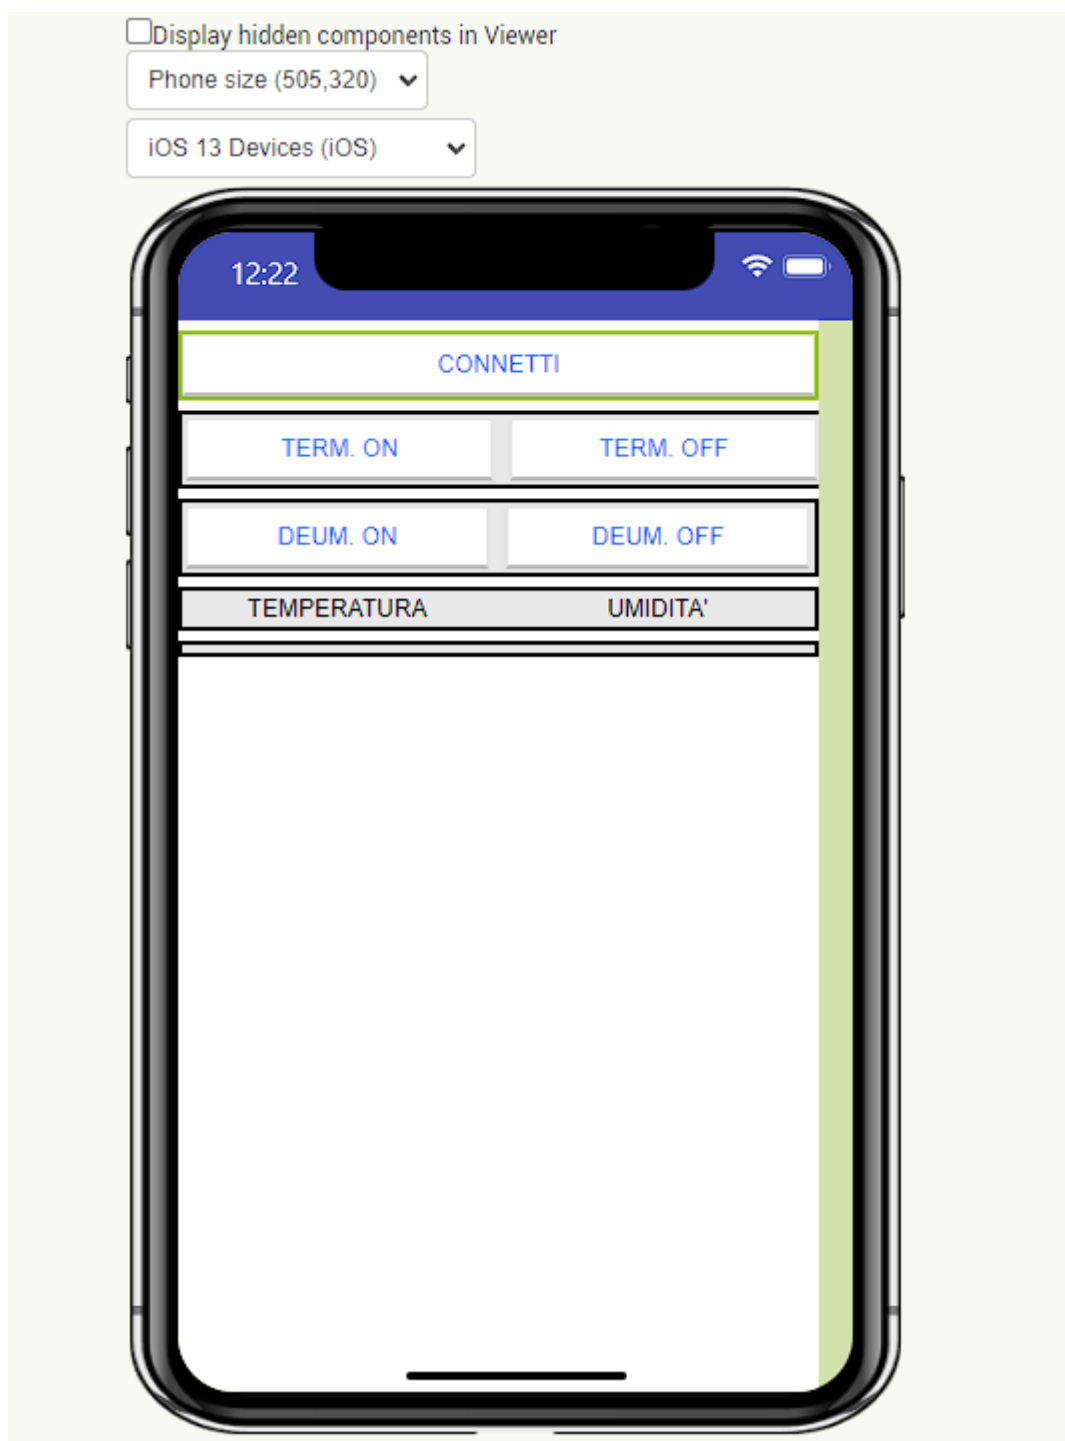 Display hidden components in Viewer
Phone size (505,320)
iOS 13 Devices (iOS)
12:22
CONNETTI
TERM. ON TERM. OFF
DEUM. ON DEUM. OFF
TEMPERATURA UMIDITA'